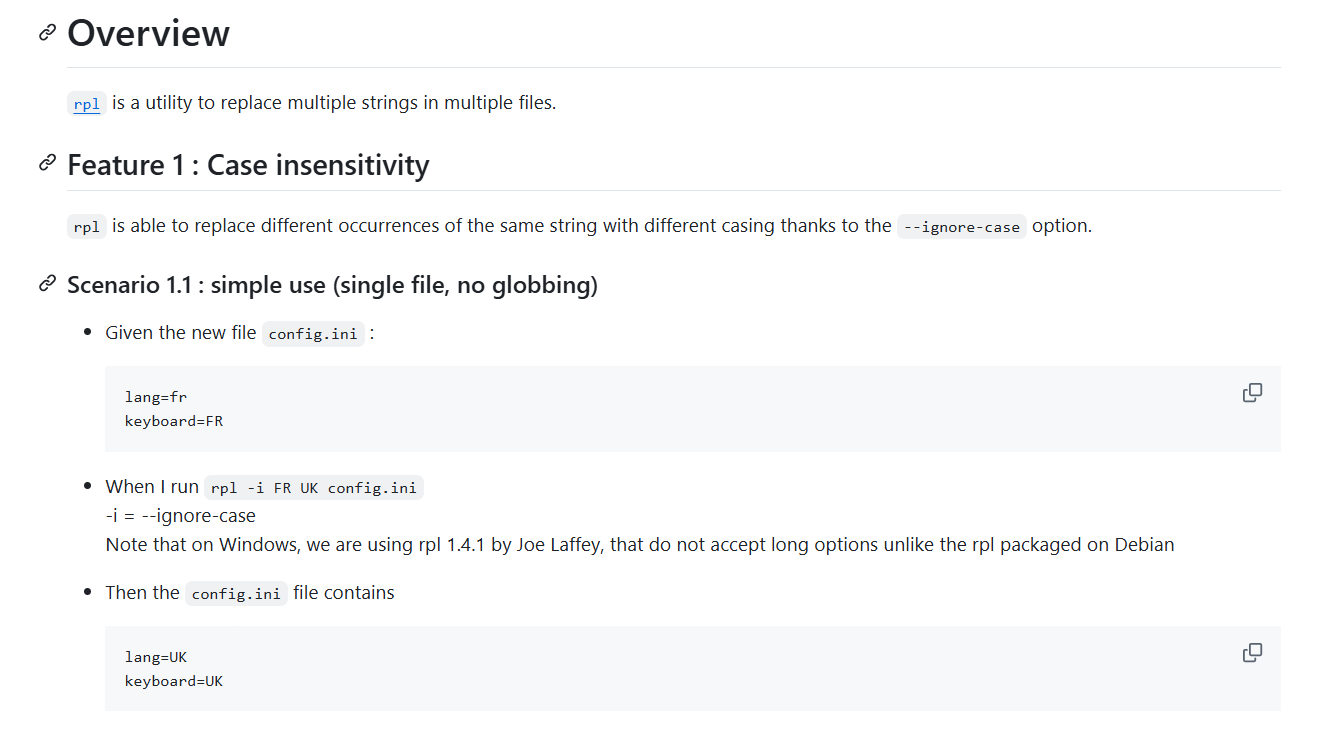 Overview
rpl is a utility to replace multiple strings in multiple files.
Feature 1 : Case insensitivity
rpl is able to replace different occurrences of the same string with different casing thanks to the --ignore-case option.
Scenario 1.1 : simple use (single file, no globbing)
Given the new file config.ini :
lang=fr
keyboard=FR
When I run rpl -i FR UK config.ini
-i = --ignore-case
Note that on Windows, we are using rpl 1.4.1 by Joe Laffey, that do not accept long options unlike the rpl packaged on Debian
Then the config.ini file contains
lang=UK
keyboard=UK